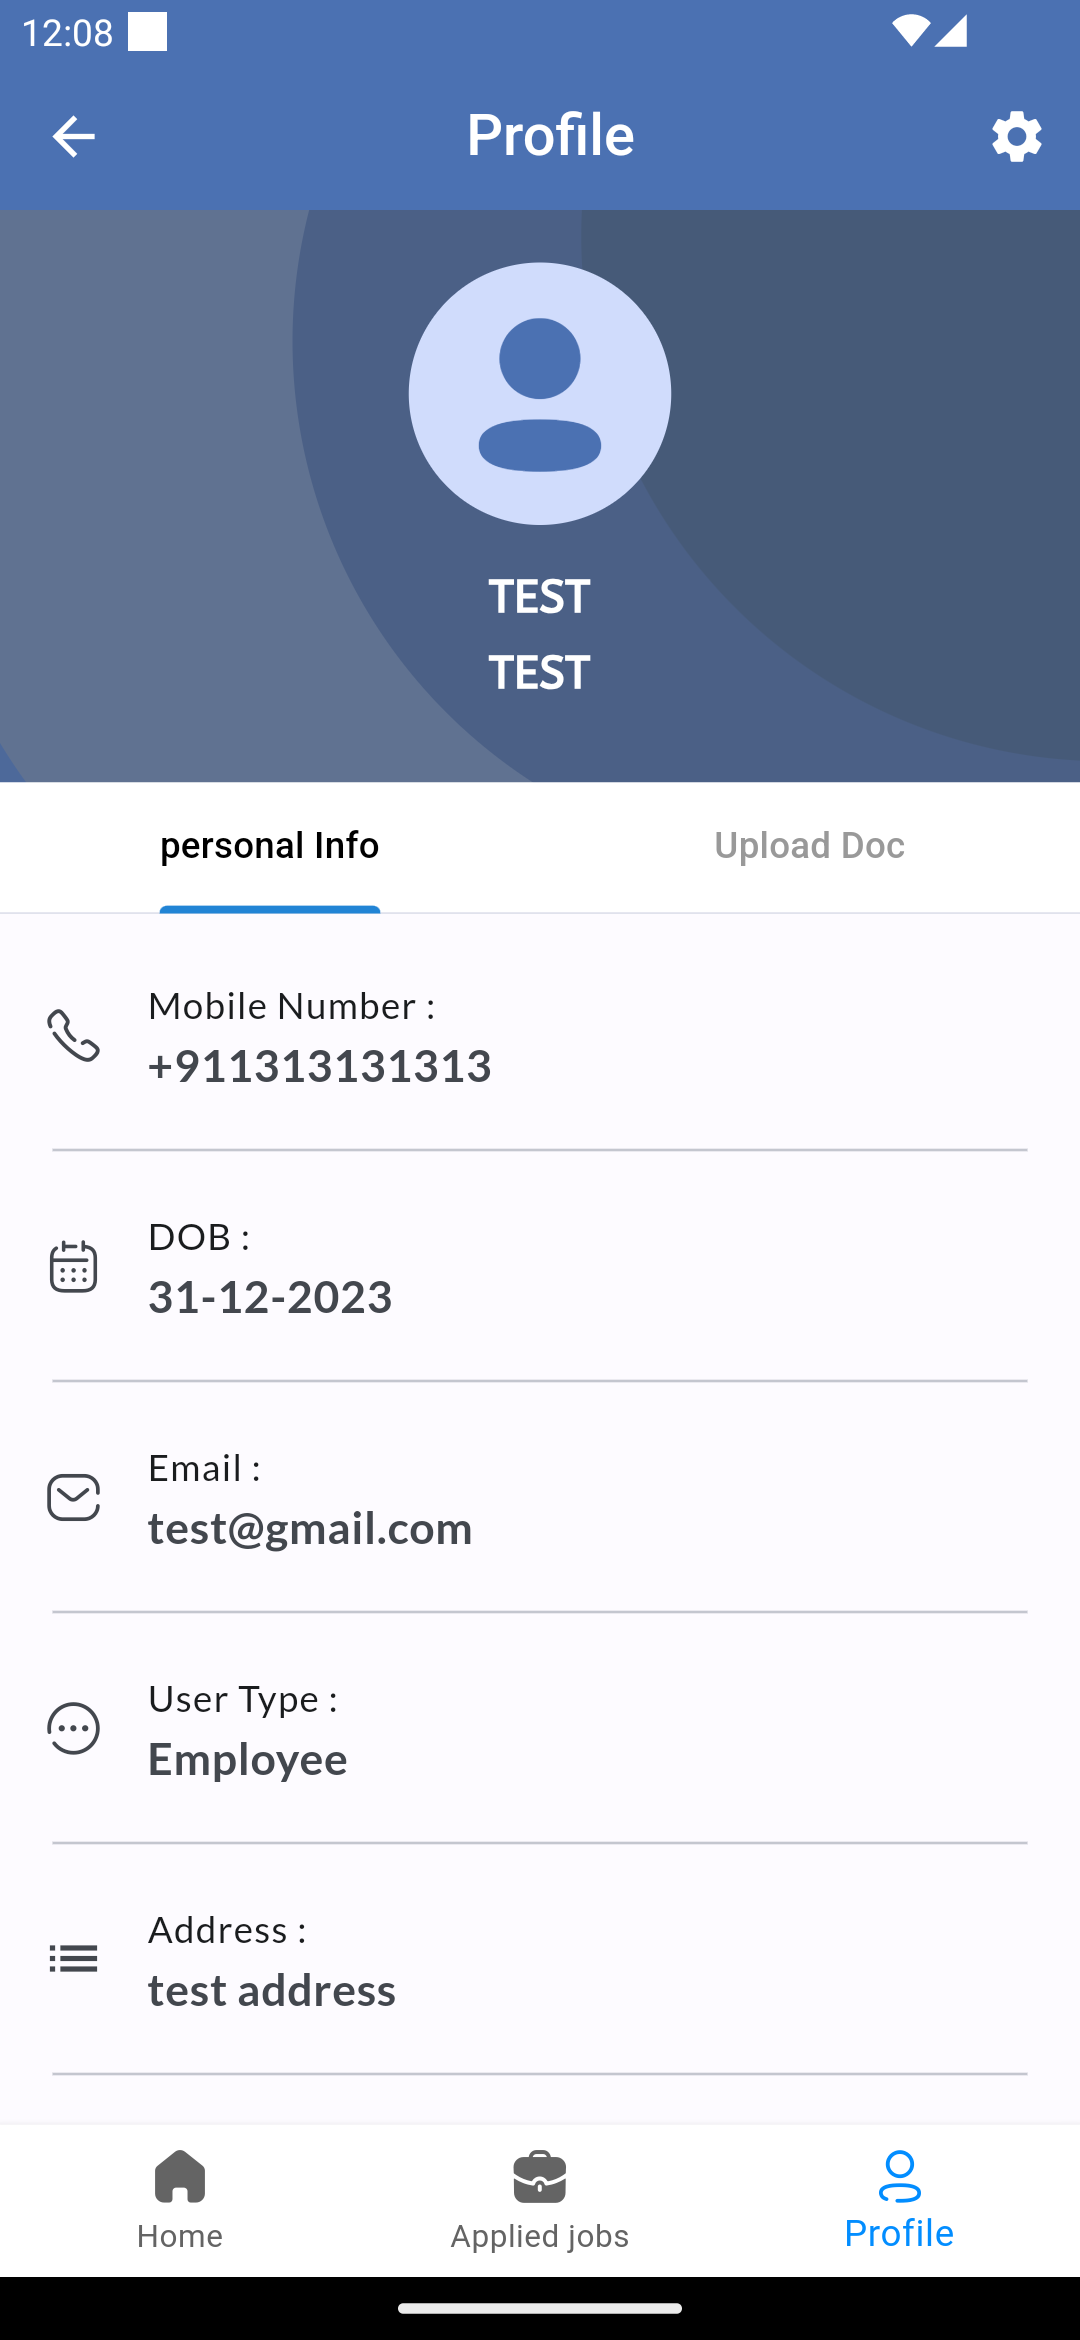 12:08
Profile
TEST
TEST
personal Info
Upload Doc
Mobile Number :
+911313131313
DOB :
31-12-2023
Email :
test@gmail.com
User Type :
Employee
Address :
test address
Home
Applied jobs
Profile